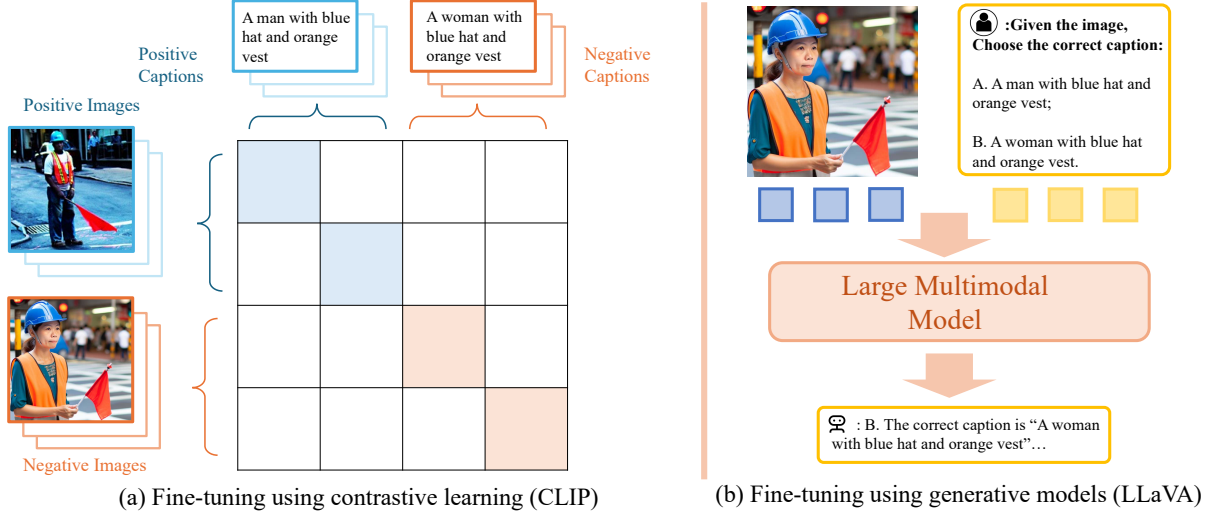 A man with blue
hat and orange
vest
A woman with
blue hat and
orange vest
Positive
Captions
Negative
Captions
Positive Images
Negative Images
(a) Fine-tuning using contrastive learning (CLIP)
:Given the image,
Choose the correct caption:
A. A man with blue hat and
orange vest;
B. A woman with blue hat
and orange vest.
Large Multimodal
Model
: B. The correct caption is “A woman
with blue hat and orange vest”…
(b) Fine-tuning using generative models (LLaVA)